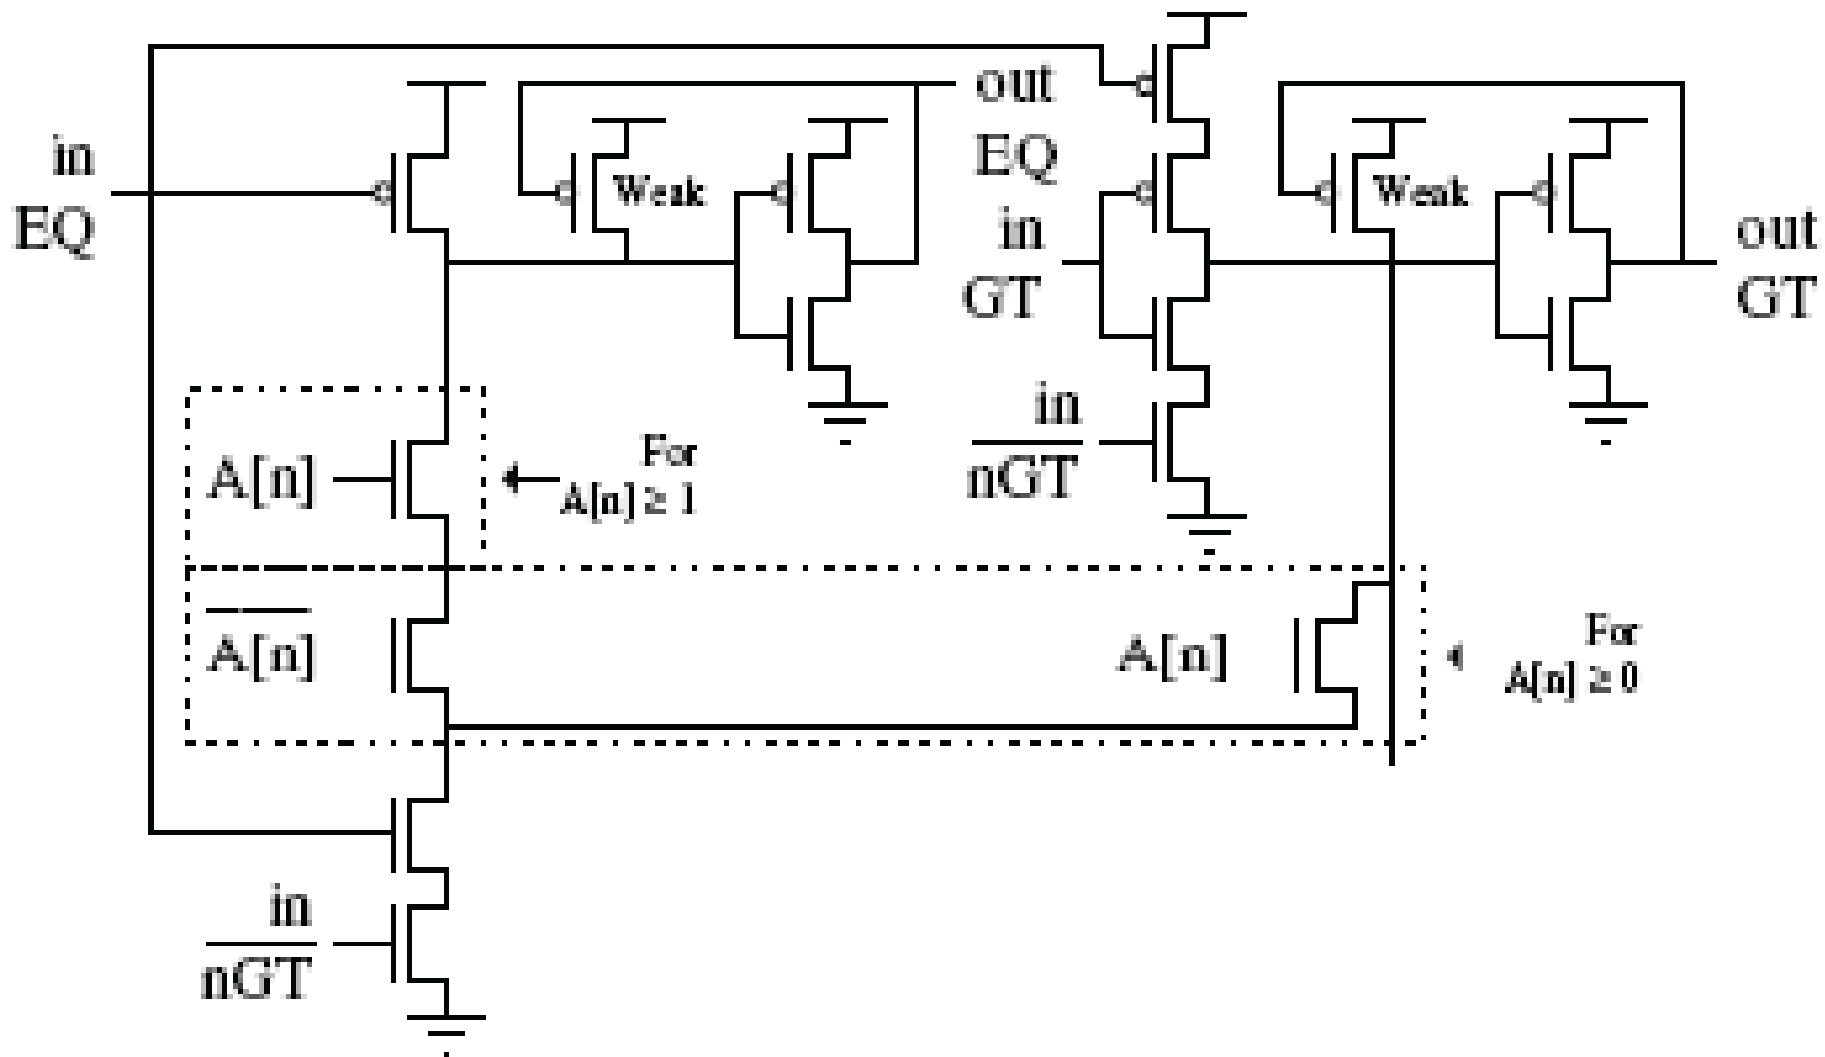 out
EQ
in
EQ
Weak
Weak
in
GT
out
GT
A[n]
For
A[n] ≥ 1
in
nGT
A[n]
A[n]
For
A[n] ≥ 0
in
nGT